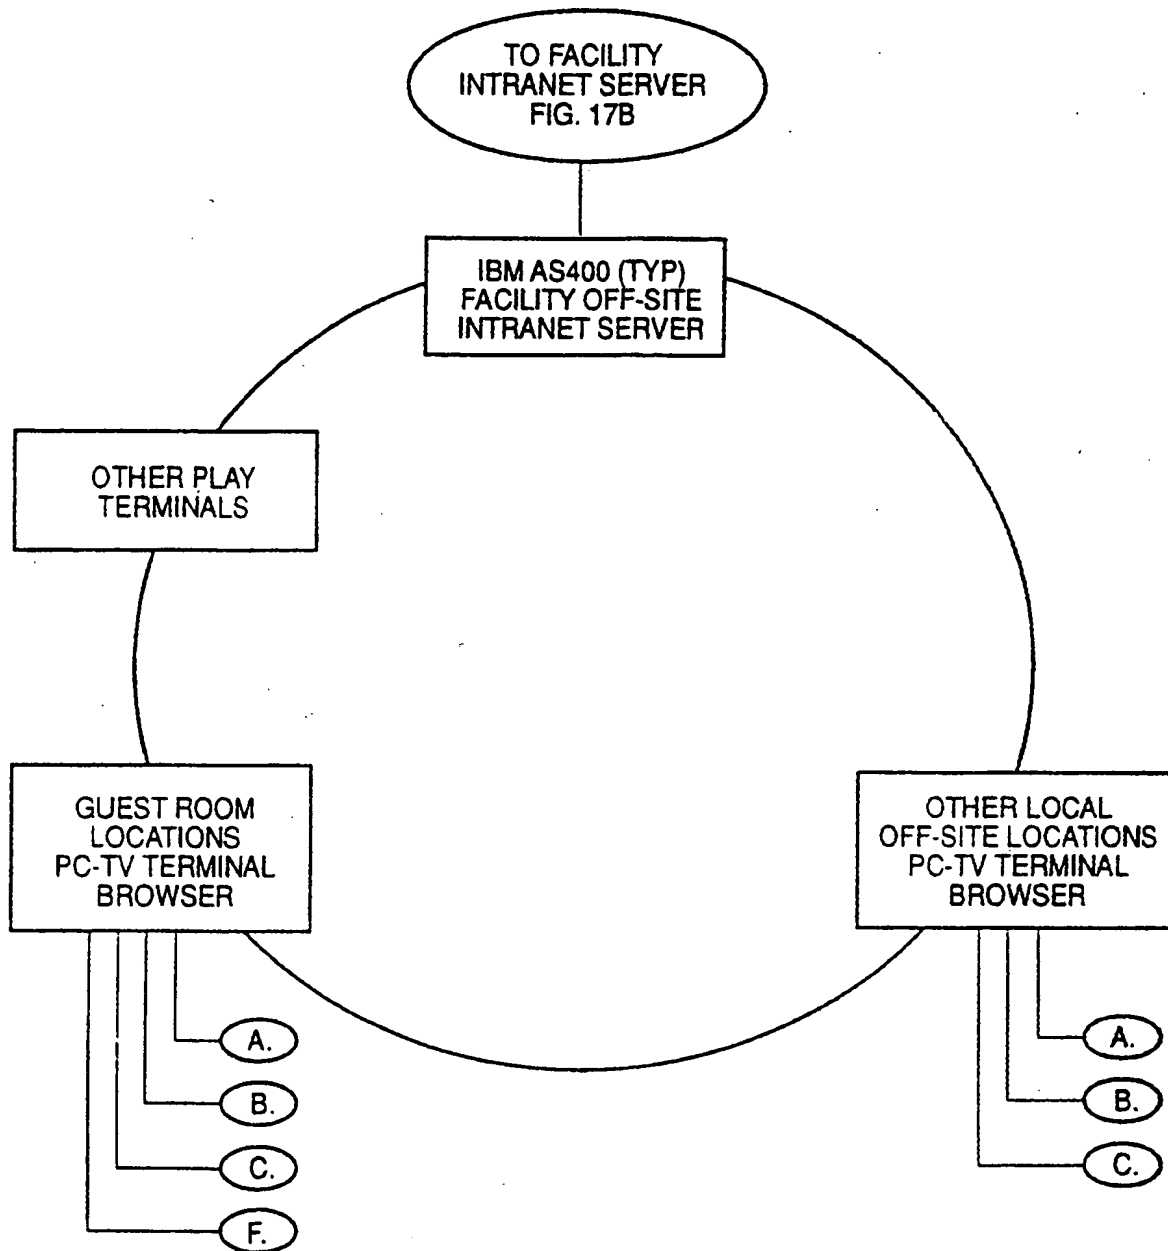 TO FACILITY
INTRANET SERVER
FIG. 17B
IBM AS400 (TYP)
FACILITY OFF-SITE
INTRANET SERVER
OTHER PLAY
TERMINALS
GUEST ROOM
LOCATIONS
PC-TV TERMINAL
BROWSER
OTHER LOCAL
OFF-SITE LOCATIONS
PC-TV TERMINAL
BROWSER
A.
B.
C.
F.
A.
B.
C.